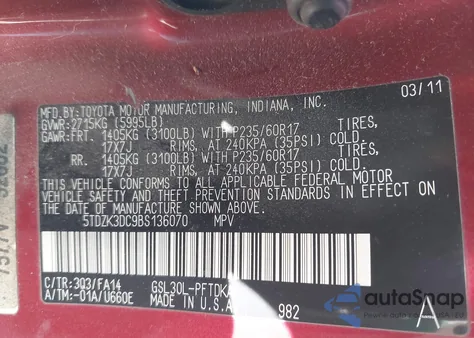 MFD. BY: TOYOTA MOTOR MANUFACTURING, INDIANA, INC.
GVWR: 2715KG (5995LB) 03/11
GAWR: FRT. 1405KG (3100LB) WITH P235/60R17 TIRES,
17X7J RIMS, AT 240KPA (35PSI) COLD.
RR. 1405KG (3100LB) WITH P235/60R17 TIRES,
17X7J RIMS, AT 240KPA (35PSI) COLD.
THIS VEHICLE CONFORMS TO ALL APPLICABLE FEDERAL MOTOR
VEHICLE SAFETY AND THEFT PREVENTION STANDARDS IN EFFECT ON
THE DATE OF MANUFACTURE SHOWN ABOVE.
5TDZK3DC9BS136070 MPV
C/TR: 3Q3/FA14 GSL30L-PFTQK
A/TM: -01A/U660E MADE IN U.S.A. 982 A
autoSnap